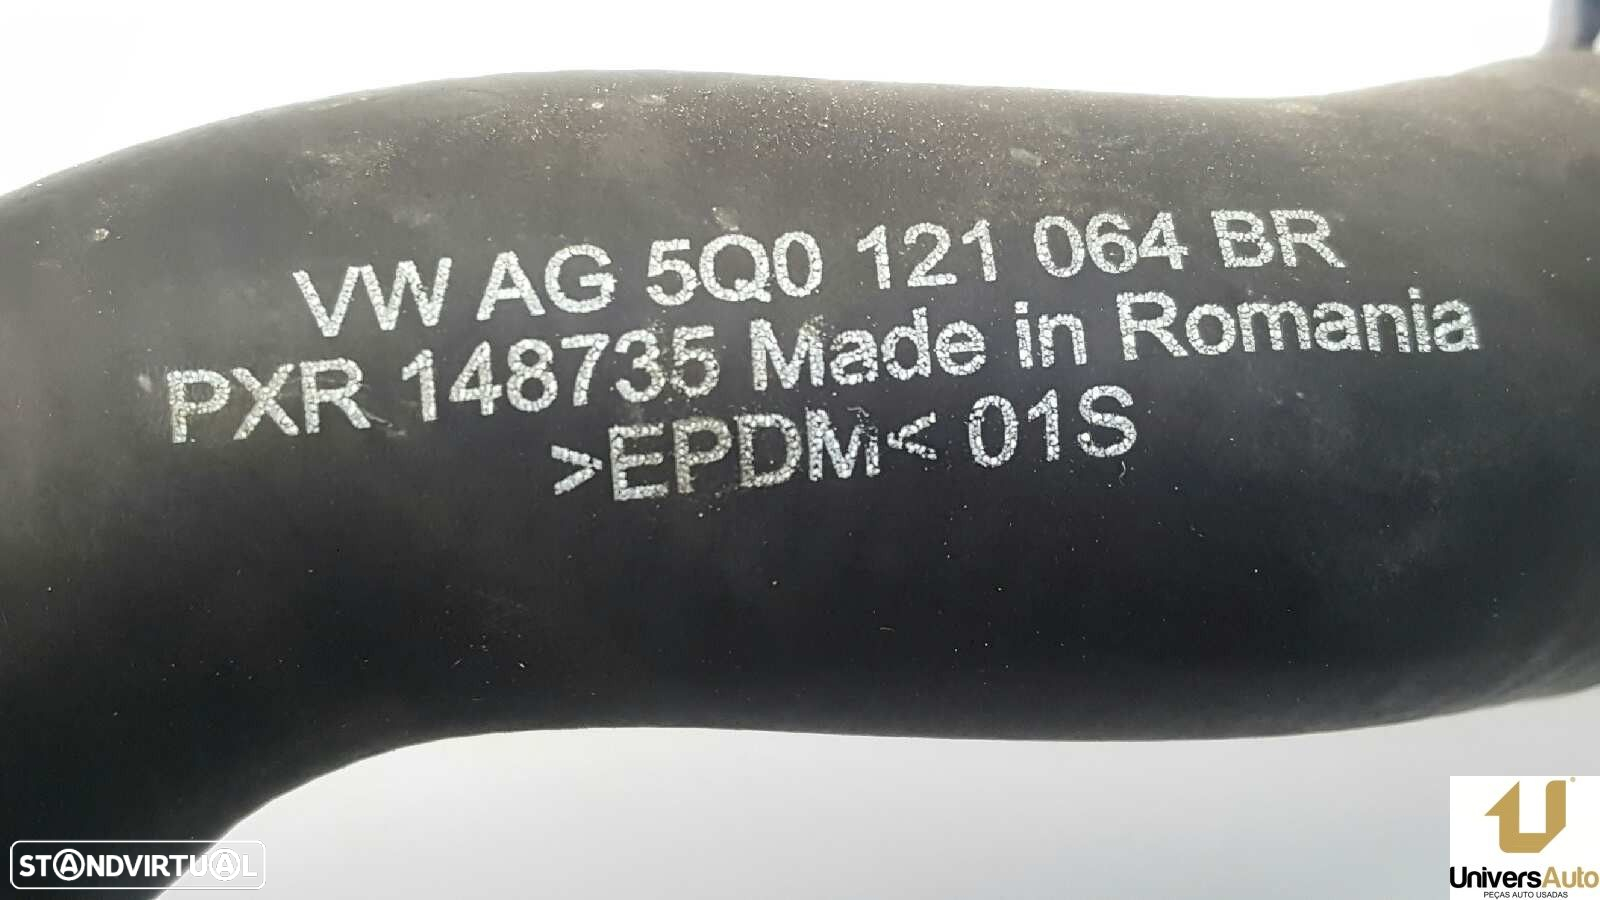 VW AG 5Q0 121 064 BR
PXR 148735 Made in Romania
>EPDM< 01S
STANDVIRTUAL
UniversAuto
PEÇAS AUTO USADAS